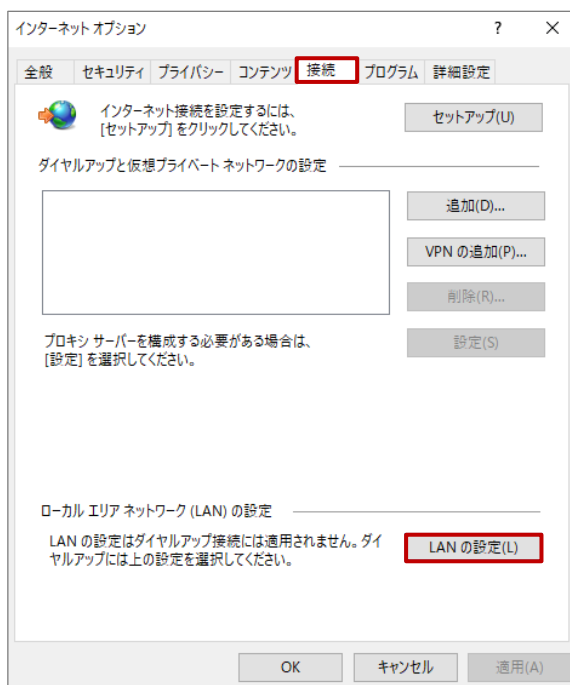 インターネット オプション ? ×
全般 セキュリティ プライバシー コンテンツ 接続 プログラム 詳細設定
インターネット接続を設定するには、
[セットアップ] をクリックしてください。
セットアップ(U)
ダイヤルアップと仮想プライベート ネットワークの設定
追加(D)...
VPN の追加(P)...
削除(R)...
プロキシ サーバーを構成する必要がある場合は、
[設定] を選択してください。
設定(S)
ローカル エリア ネットワーク (LAN) の設定
LAN の設定はダイヤルアップ接続には適用されません。ダイ
ヤルアップには上の設定を選択してください。
LAN の設定(L)
OK キャンセル 適用(A)